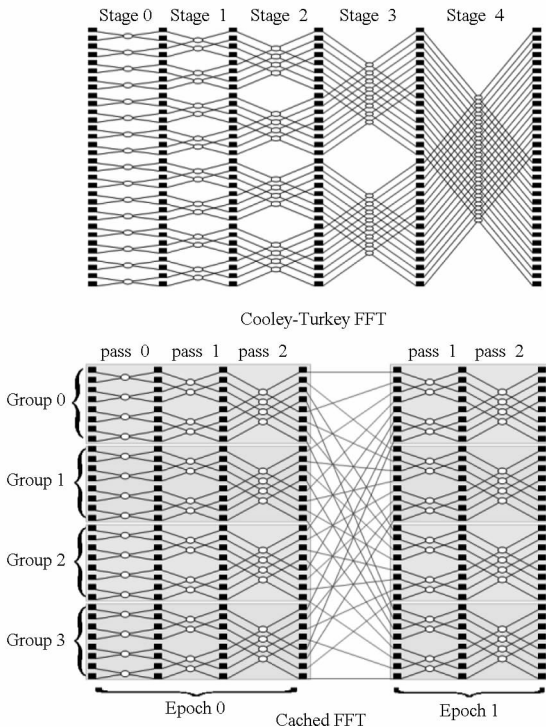 Stage 0 Stage 1 Stage 2 Stage 3 Stage 4
Cooley-Turkey FFT
pass 0 pass 1 pass 2 pass 1 pass 2
Group 0
Group 1
Group 2
Group 3
Epoch 0 Epoch 1
Cached FFT